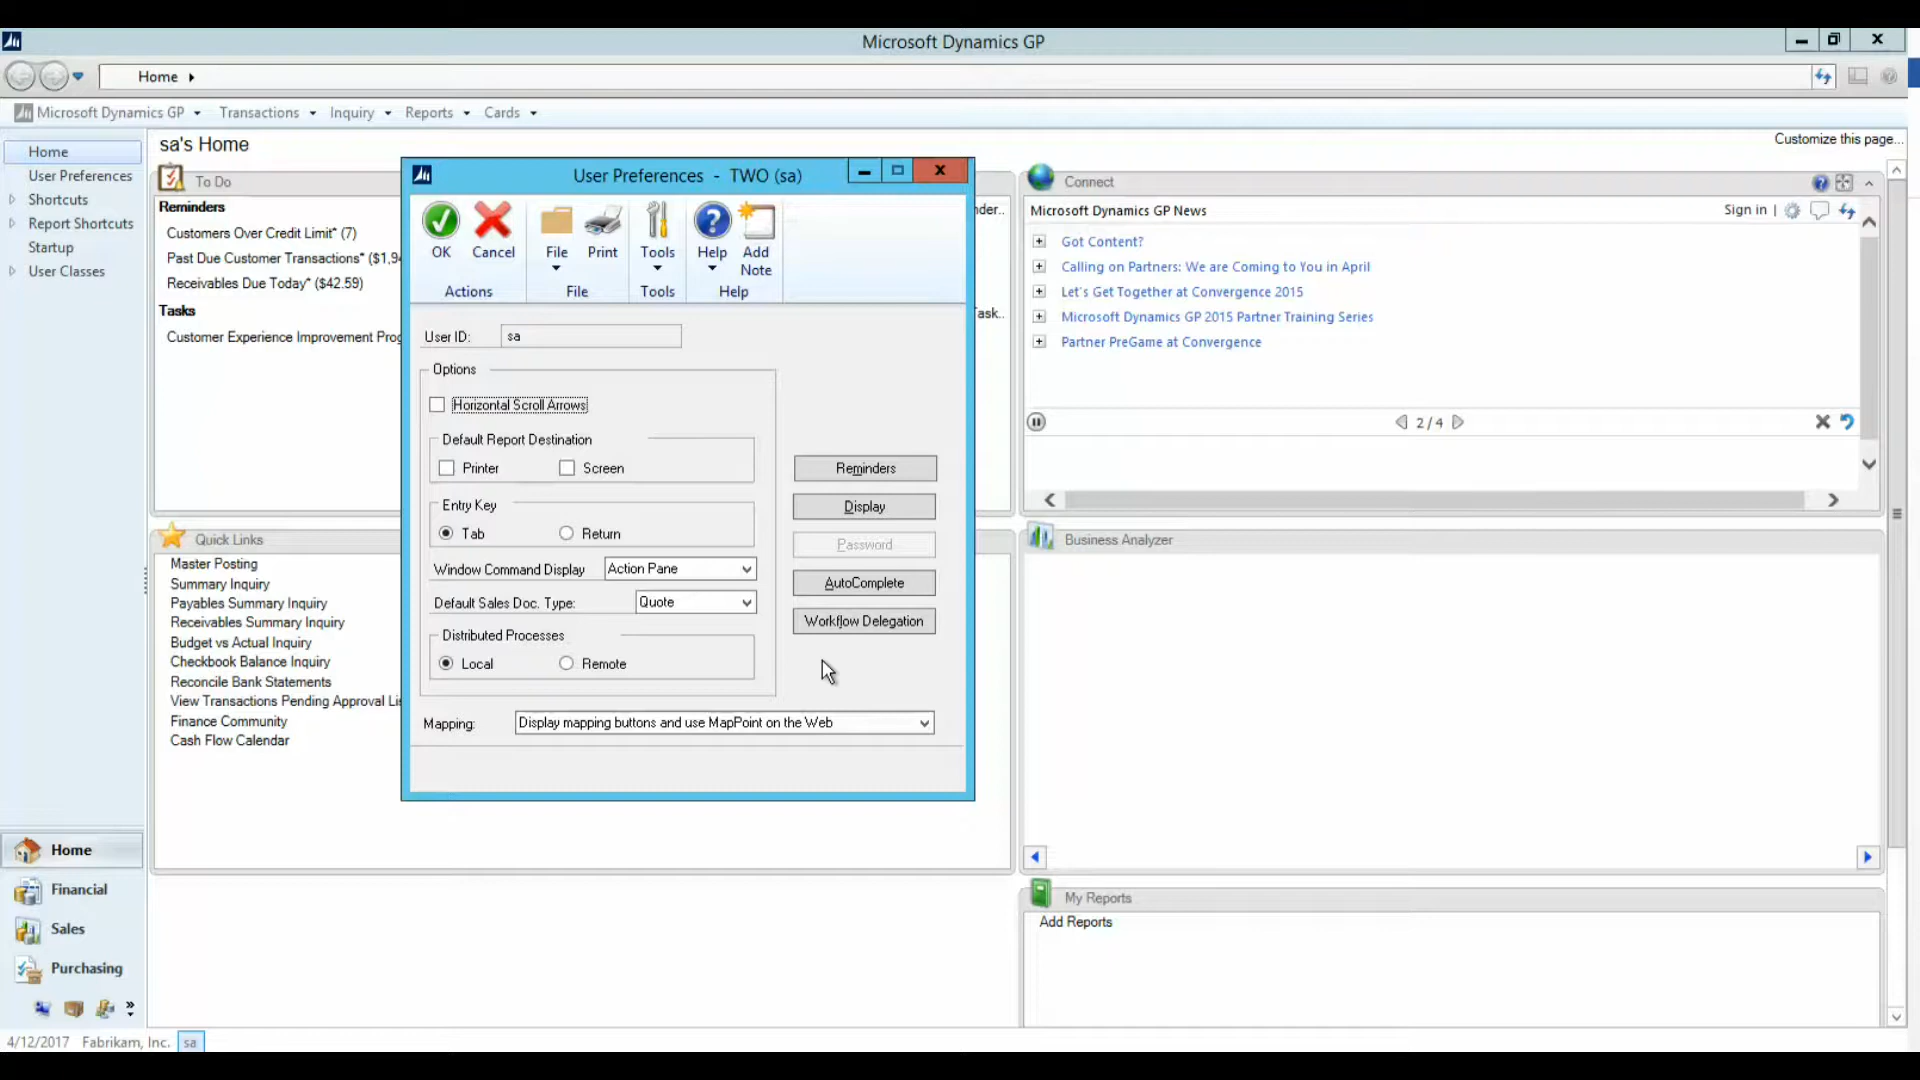 Microsoft Dynamics GP
Home
Microsoft Dynamics GP Transactions Inquiry Reports Cards
Home
User Preferences
Shortcuts
Report Shortcuts
Startup
User Classes
sa's Home
Customize this page...
To Do
Reminders
Customers Over Credit Limit* (7)
Past Due Customer Transactions* ($1,9
Receivables Due Today* ($42.59)
Tasks
Customer Experience Improvement Prog
Quick Links
Master Posting
Summary Inquiry
Payables Summary Inquiry
Receivables Summary Inquiry
Budget vs Actual Inquiry
Checkbook Balance Inquiry
Reconcile Bank Statements
View Transactions Pending Approval Lis
Finance Community
Cash Flow Calendar
User Preferences - TWO (sa)
OK Cancel File Print Tools Help Add Note
Actions File Tools Help
User ID: sa
Options
Horizontal Scroll Arrows
Default Report Destination
Printer Screen
Entry Key
Tab Return
Window Command Display Action Pane
Default Sales Doc. Type: Quote
Distributed Processes
Local Remote
Mapping: Display mapping buttons and use MapPoint on the Web
Reminders
Display
Password
AutoComplete
Workflow Delegation
nder..
ask..
Connect
Microsoft Dynamics GP News Sign in |
Got Content?
Calling on Partners: We are Coming to You in April
Let's Get Together at Convergence 2015
Microsoft Dynamics GP 2015 Partner Training Series
Partner PreGame at Convergence
2 / 4
Business Analyzer
My Reports
Add Reports
Home
Financial
Sales
Purchasing
4/12/2017 Fabrikam, Inc. sa